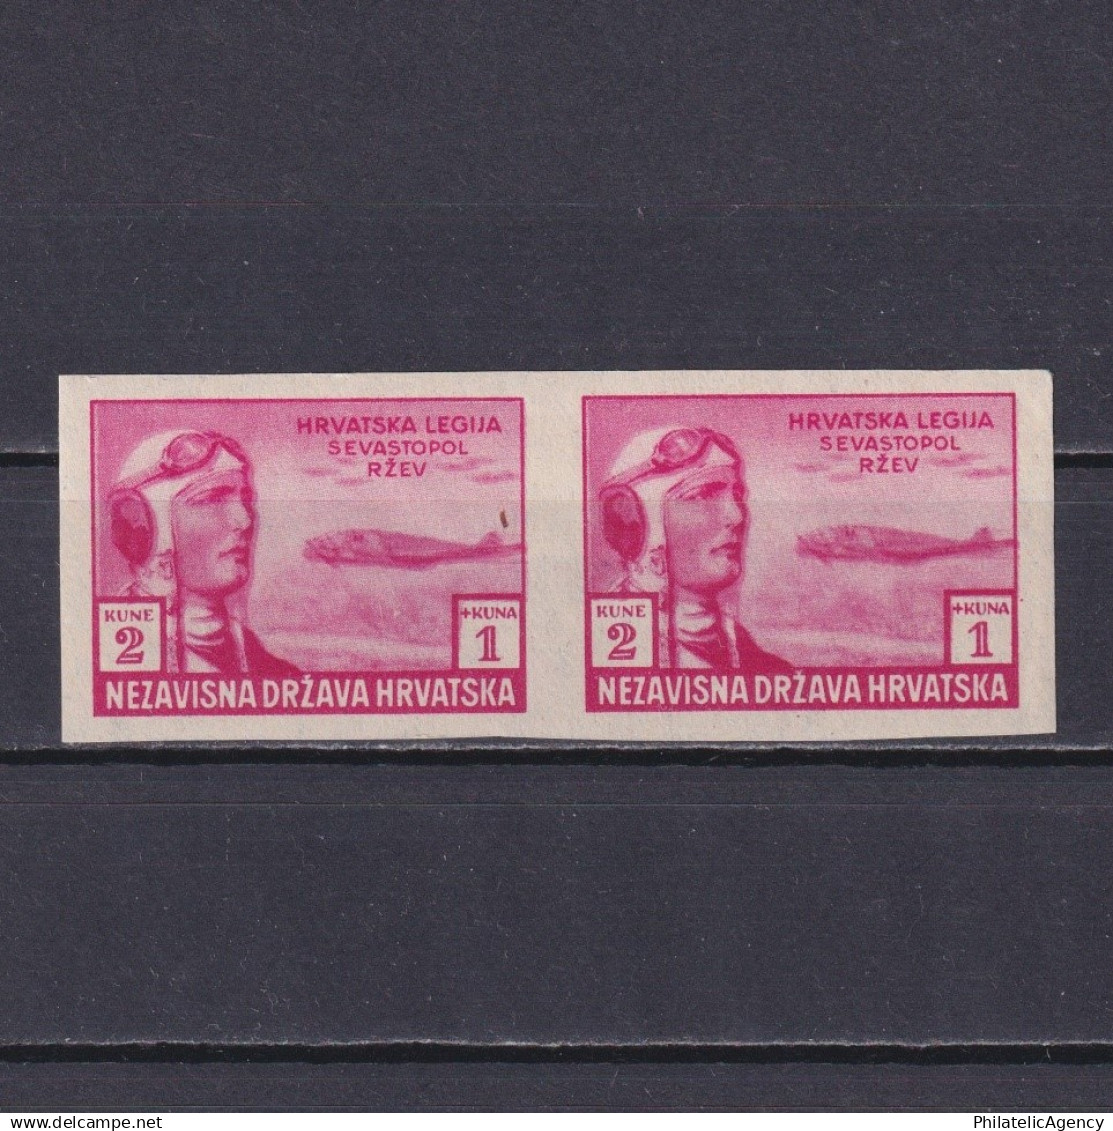 HRVATSKA LEGIJA
SEVASTOPOL
RŽEV
KUNE
2
+KUNA
1
NEZAVISNA DRŽAVA HRVATSKA
HRVATSKA LEGIJA
SEVASTOPOL
RŽEV
KUNE
2
+KUNA
1
NEZAVISNA DRŽAVA HRVATSKA
delcampe.net
PhilatelicAgency